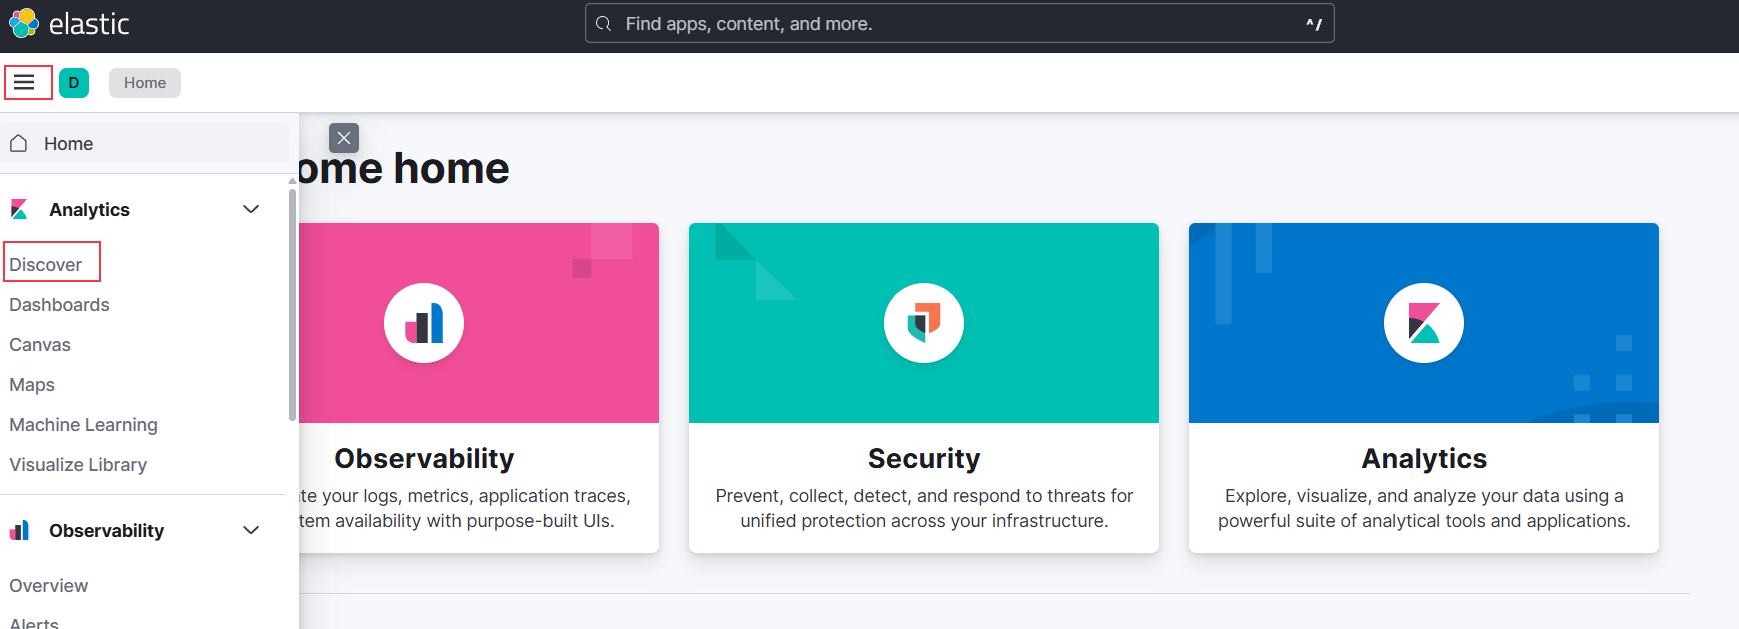 elastic
Find apps, content, and more.
^/
D
Home
Home
ome home
Analytics
Discover
Dashboards
Canvas
Maps
Machine Learning
Visualize Library
Observability
Overview
Alerts
Observability
te your logs, metrics, application traces,
tem availability with purpose-built UIs.
Security
Prevent, collect, detect, and respond to threats for
unified protection across your infrastructure.
Analytics
Explore, visualize, and analyze your data using a
powerful suite of analytical tools and applications.